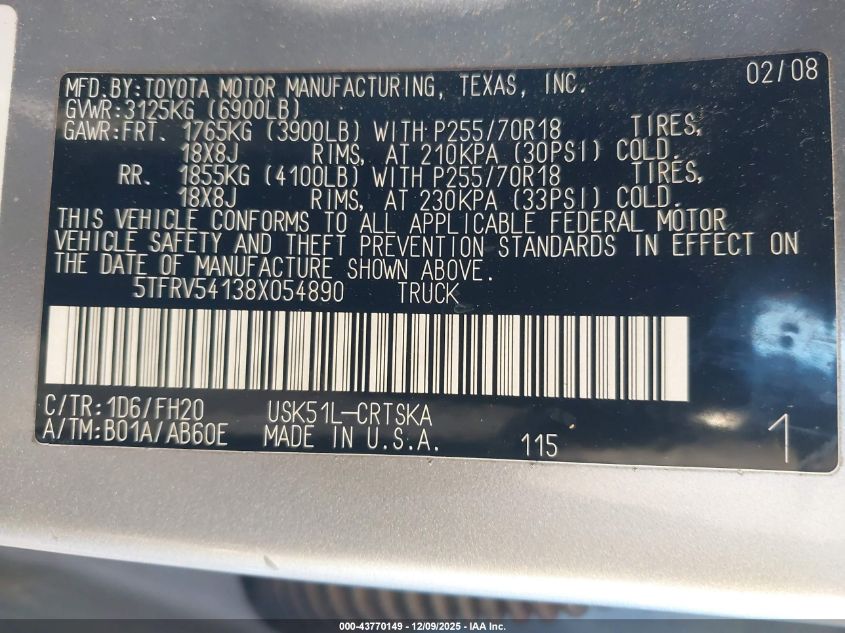 MFD.BY:TOYOTA MOTOR MANUFACTURING, TEXAS, INC. 02/08
GVWR:3125KG (6900LB)
GAWR:FRT. 1765KG (3900LB) WITH P255/70R18 TIRES,
18X8J RIMS, AT 210KPA (30PSI) COLD.
RR. 1855KG (4100LB) WITH P255/70R18 TIRES,
18X8J RIMS, AT 230KPA (33PSI) COLD.
THIS VEHICLE CONFORMS TO ALL APPLICABLE FEDERAL MOTOR
VEHICLE SAFETY AND THEFT PREVENTION STANDARDS IN EFFECT ON
THE DATE OF MANUFACTURE SHOWN ABOVE.
5TFRV54138X054890 TRUCK
C/TR:1D6/FH20 USK51L-CRTSKA
A/TM:B01A/AB60E MADE IN U.S.A. 115 1
000-43770149 - 12/09/2025 - IAA Inc.